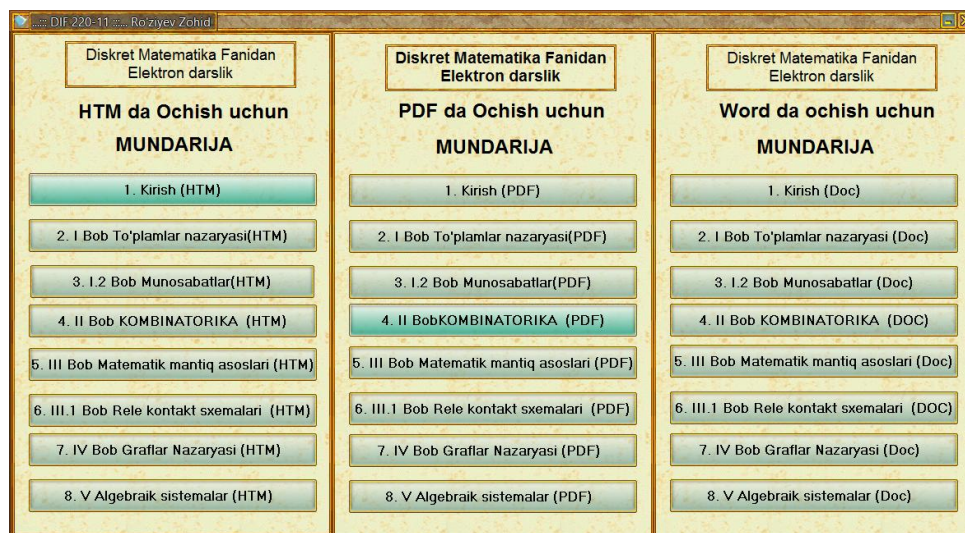 ..::: DIF 220-11 ::... Ro'ziyev Zohid
Diskret Matematika Fanidan
Elektron darslik
HTM da Ochish uchun
MUNDARIJA
1. Kirish (HTM)
2. I Bob To'plamlar nazaryasi(HTM)
3. I.2 Bob Munosabatlar(HTM)
4. II Bob KOMBINATORIKA (HTM)
5. III Bob Matematik mantiq asoslari (HTM)
6. III.1 Bob Rele kontakt sxemalari (HTM)
7. IV Bob Graflar Nazaryasi (HTM)
8. V Algebraik sistemalar (HTM)
Diskret Matematika Fanidan
Elektron darslik
PDF da Ochish uchun
MUNDARIJA
1. Kirish (PDF)
2. I Bob To'plamlar nazaryasi(PDF)
3. I.2 Bob Munosabatlar(PDF)
4. II BobKOMBINATORIKA (PDF)
5. III Bob Matematik mantiq asoslari (PDF)
6. III.1 Bob Rele kontakt sxemalari (PDF)
7. IV Bob Graflar Nazaryasi (PDF)
8. V Algebraik sistemalar (PDF)
Diskret Matematika Fanidan
Elektron darslik
Word da ochish uchun
MUNDARIJA
1. Kirish (Doc)
2. I Bob To'plamlar nazaryasi (Doc)
3. I.2 Bob Munosabatlar (Doc)
4. II Bob KOMBINATORIKA (DOC)
5. III Bob Matematik mantiq asoslari (Doc)
6. III.1 Bob Rele kontakt sxemalari (DOC)
7. IV Bob Graflar Nazaryasi (Doc)
8. V Algebraik sistemalar (Doc)